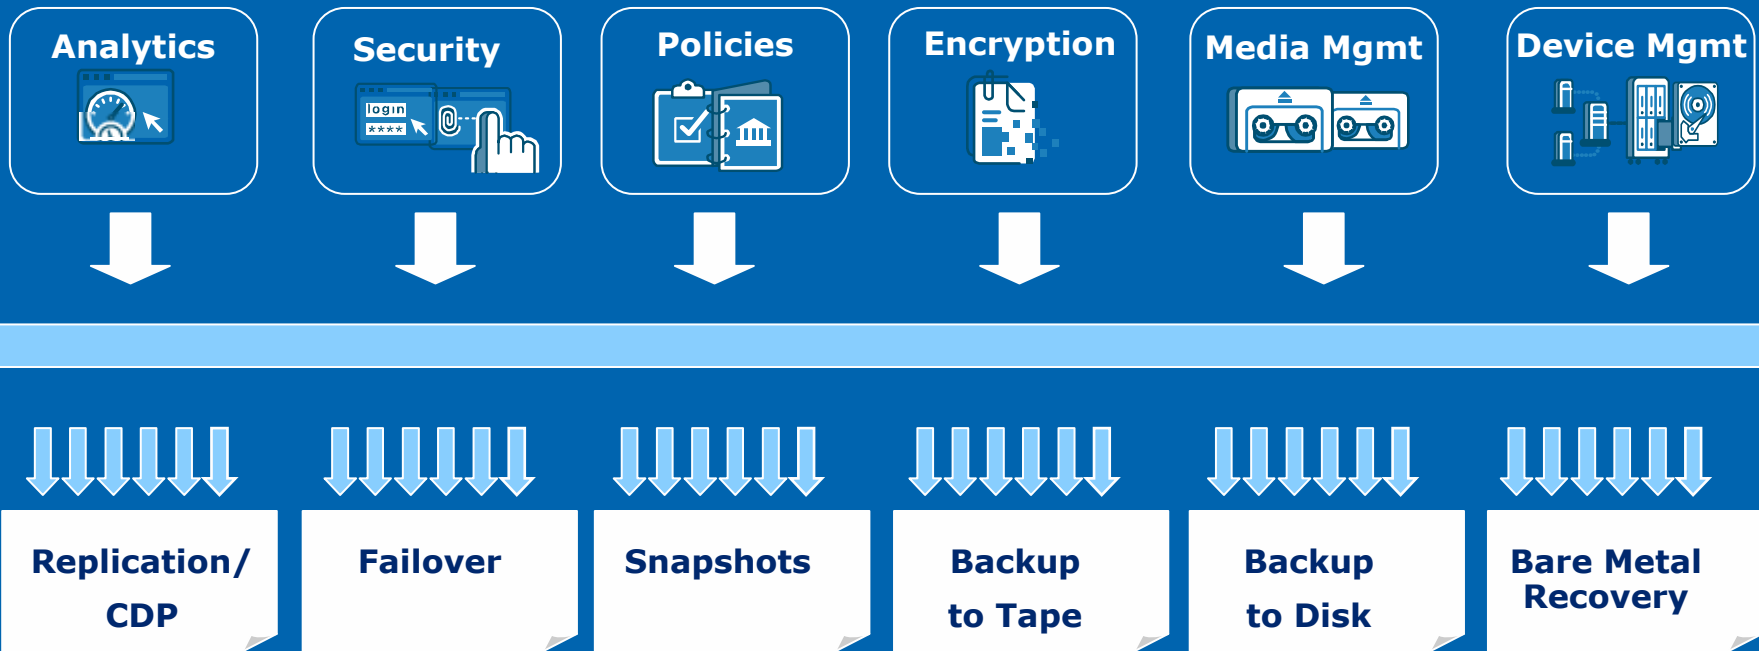 Analytics
Security
Policies
Encryption
Media Mgmt
Device Mgmt
login
****
Replication/
CDP
Failover
Snapshots
Backup
to Tape
Backup
to Disk
Bare Metal
Recovery